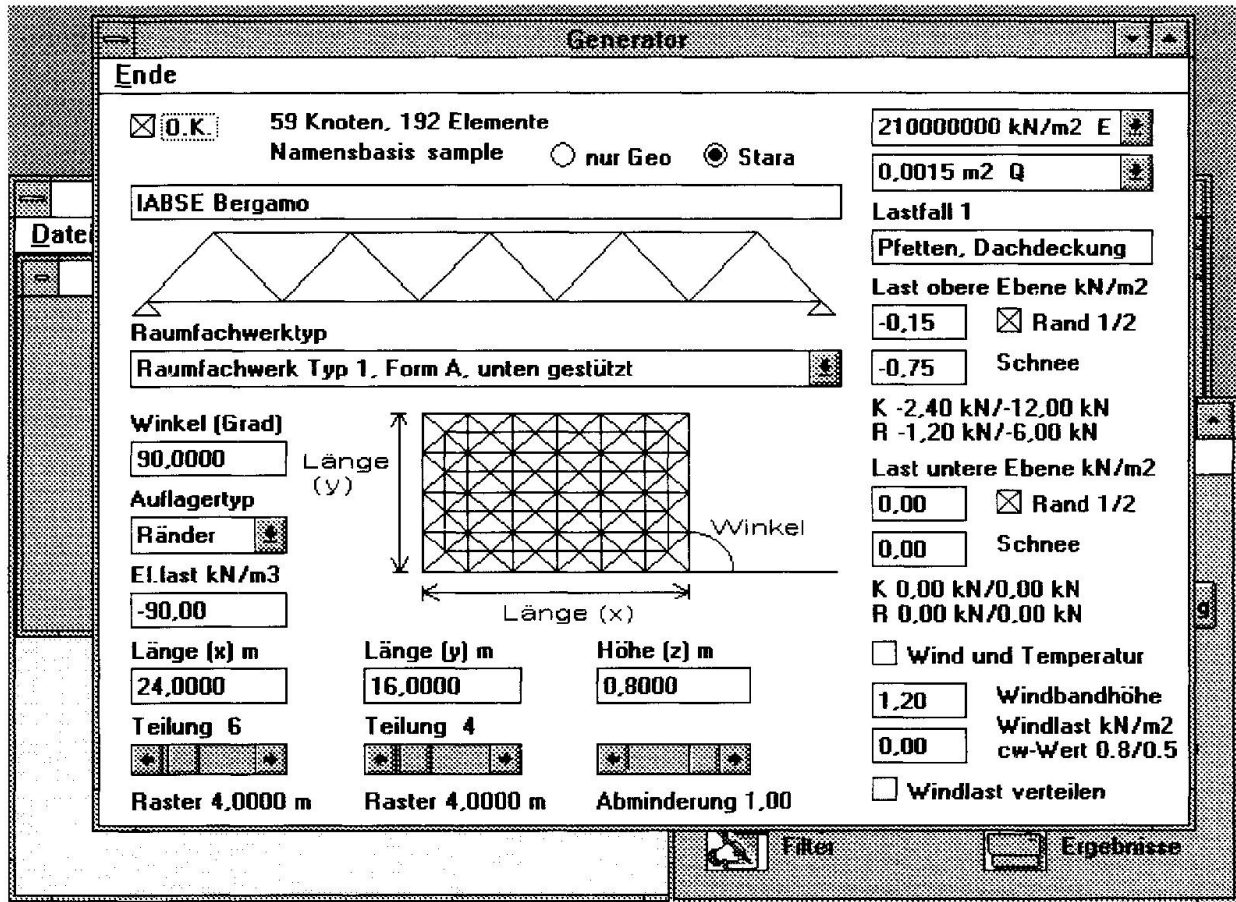 Generator
Ende
O.K.
59 Knoten, 192 Elemente
Namensbasis sample
nur Geo
Stara
IABSE Bergamo
Raumfachwerktyp
Raumfachwerk Typ 1, Form A, unten gestützt
Winkel (Grad)
90,0000
Auflagertyp
Ränder
El.last kN/m3
-90,00
Länge
(y)
Winkel
Länge (x)
Länge (x) m
24,0000
Teilung 6
Raster 4,0000 m
Länge (y) m
16,0000
Teilung 4
Raster 4,0000 m
Höhe (z) m
0,8000
Abminderung 1,00
210000000 kN/m2 E
0,0015 m2 Q
Lastfall 1
Pfetten, Dachdeckung
Last obere Ebene kN/m2
-0,15
Rand 1/2
-0,75
Schnee
K -2,40 kN/-12,00 kN
R -1,20 kN/-6,00 kN
Last untere Ebene kN/m2
0,00
Rand 1/2
0,00
Schnee
K 0,00 kN/0,00 kN
R 0,00 kN/0,00 kN
Wind und Temperatur
1,20
Windbandhöhe
Windlast kN/m2
0,00
cw-Wert 0.8/0.5
Windlast verteilen
Datei
g
Filter
Ergebnisse